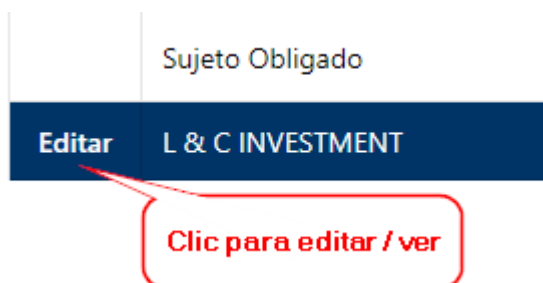 Sujeto Obligado
Editar L & C INVESTMENT
Clic para editar / ver